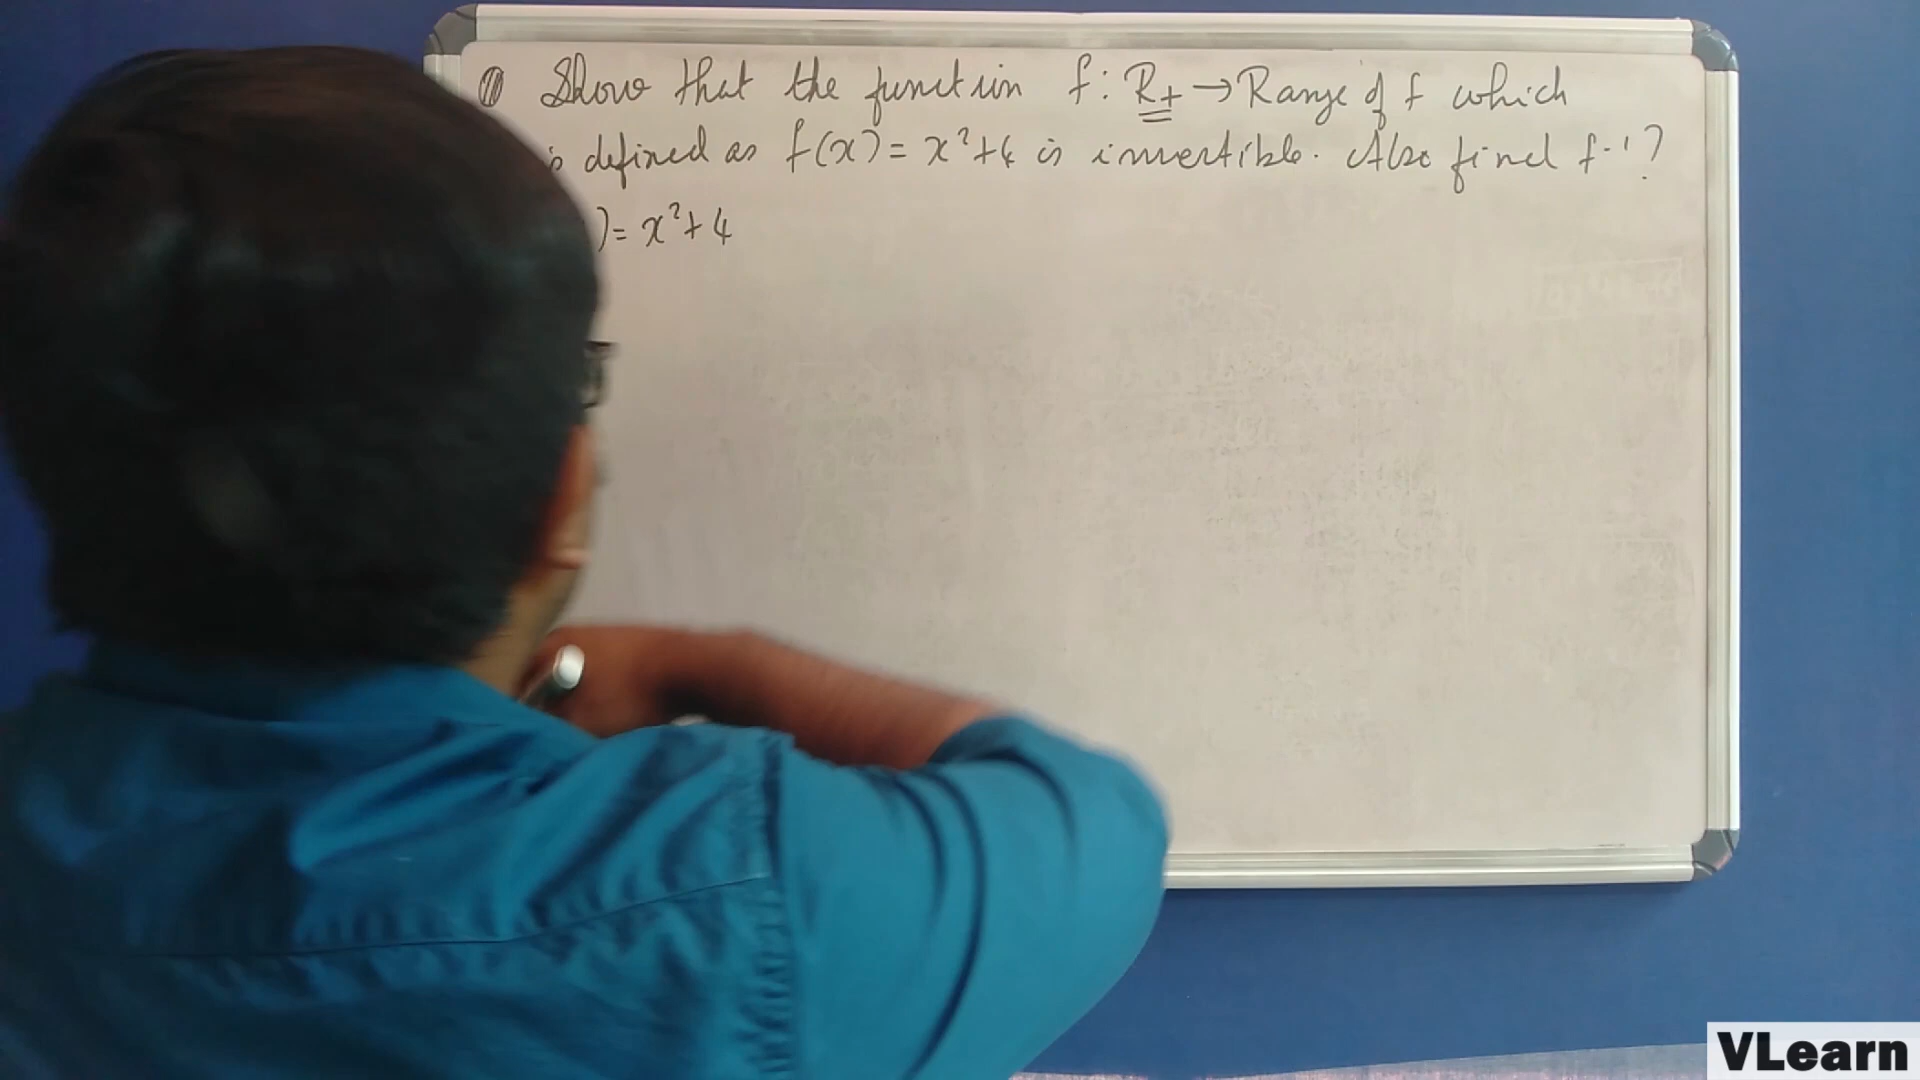 Show that the function f: R+ → Range of f which
is defined as f(x) = x²+4 is invertible. Also find f⁻¹?
) = x²+4
VLearn